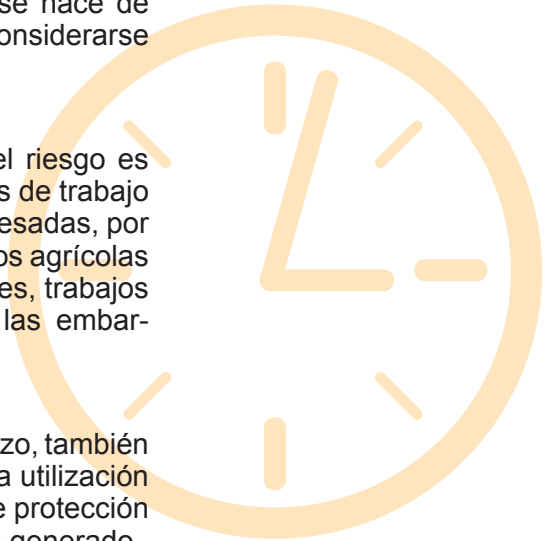 se hace de
onsiderarse
el riesgo es
s de trabajo
esadas, por
os agrícolas
es, trabajos
las embar-
zo, también
a utilización
e protección
generado